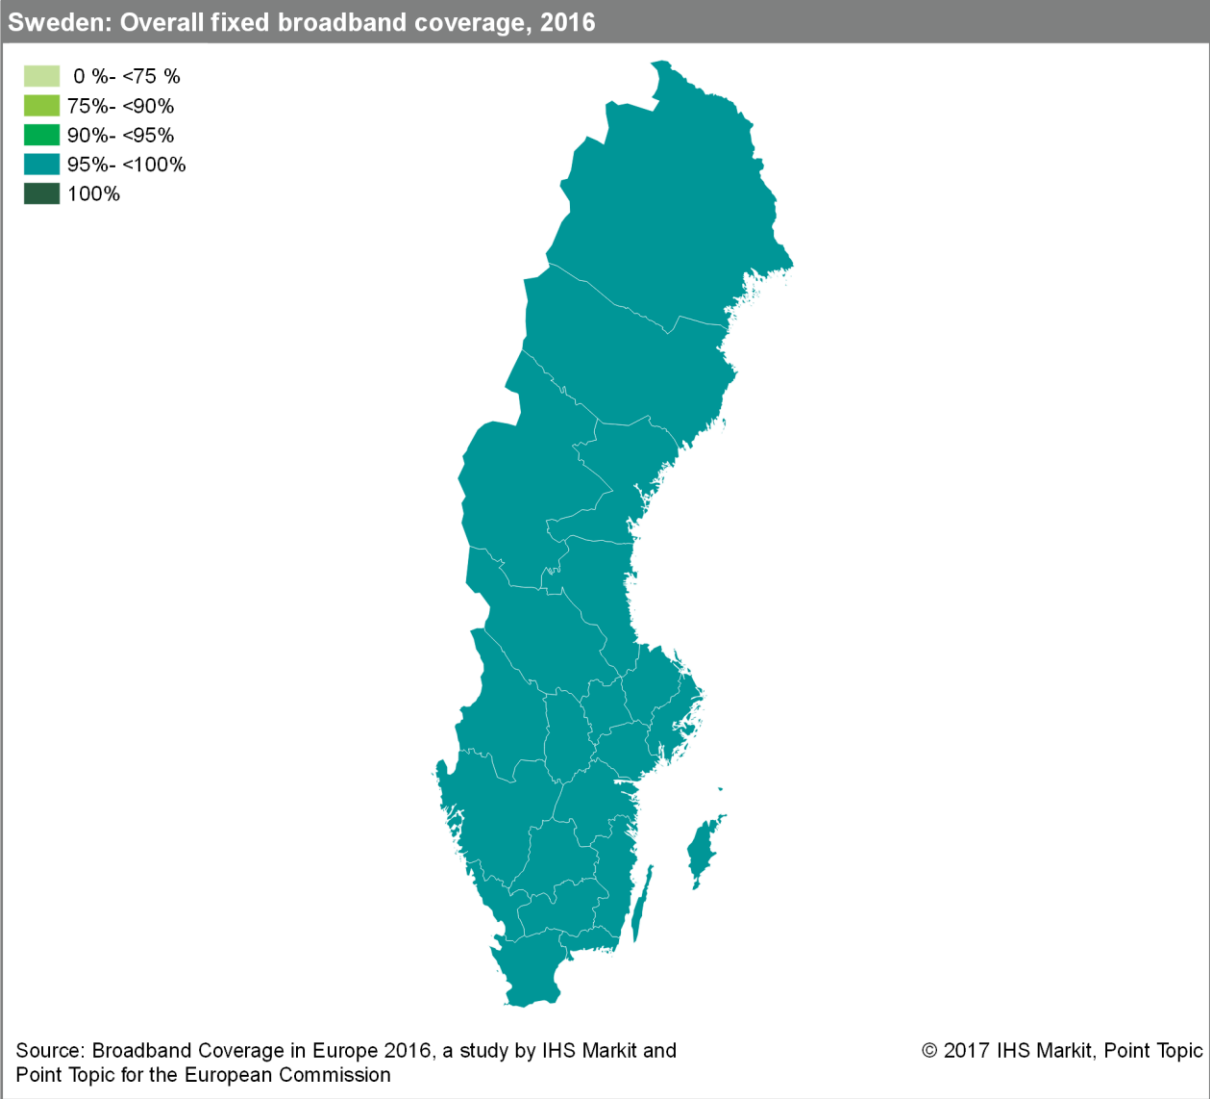 Sweden: Overall fixed broadband coverage, 2016
0 %- <75 %
75%- <90%
90%- <95%
95%- <100%
100%
Source: Broadband Coverage in Europe 2016, a study by IHS Markit and
Point Topic for the European Commission
© 2017 IHS Markit, Point Topic